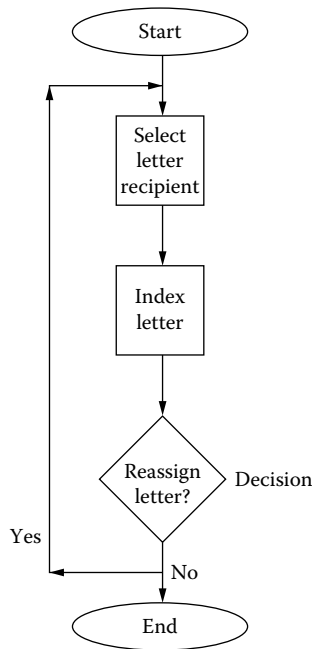 Start
Select
letter
recipient
Index
letter
Reassign
letter?
Decision
Yes
No
End